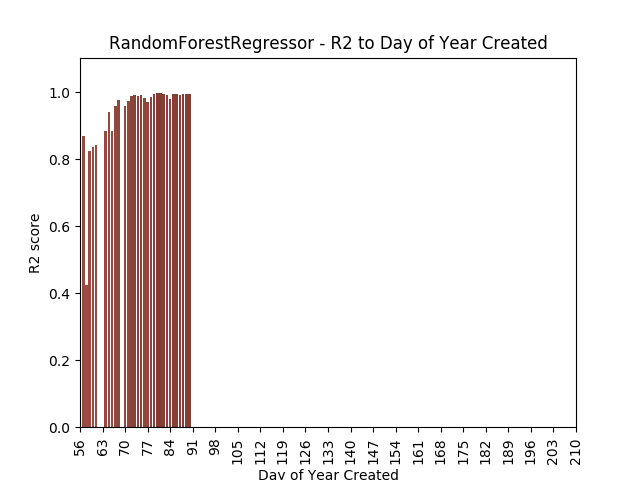 RandomForestRegressor - R2 to Day of Year Created
1.0
0.8
0.6
0.4
0.2
0.0
R2 score
56 63 70 77 84 91 98 105 112 119 126 133 140 147 154 161 168 175 182 189 196 203 210
Day of Year Created